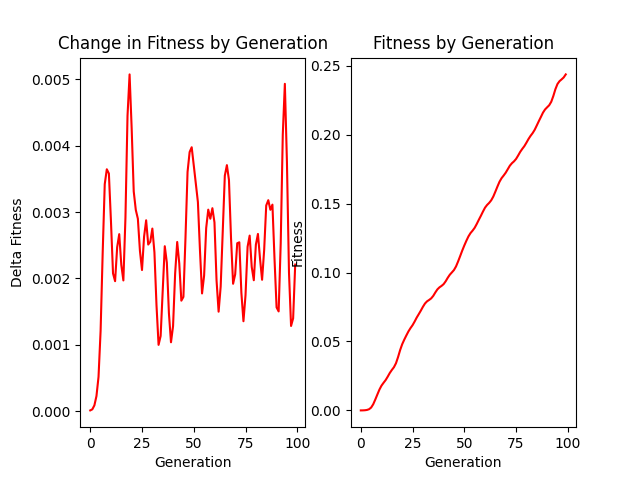 Change in Fitness by Generation
Delta Fitness
0.005
0.004
0.003
0.002
0.001
0.000
0 25 50 75 100
Generation
Fitness by Generation
Fitness
0.25
0.20
0.15
0.10
0.05
0.00
0 25 50 75 100
Generation